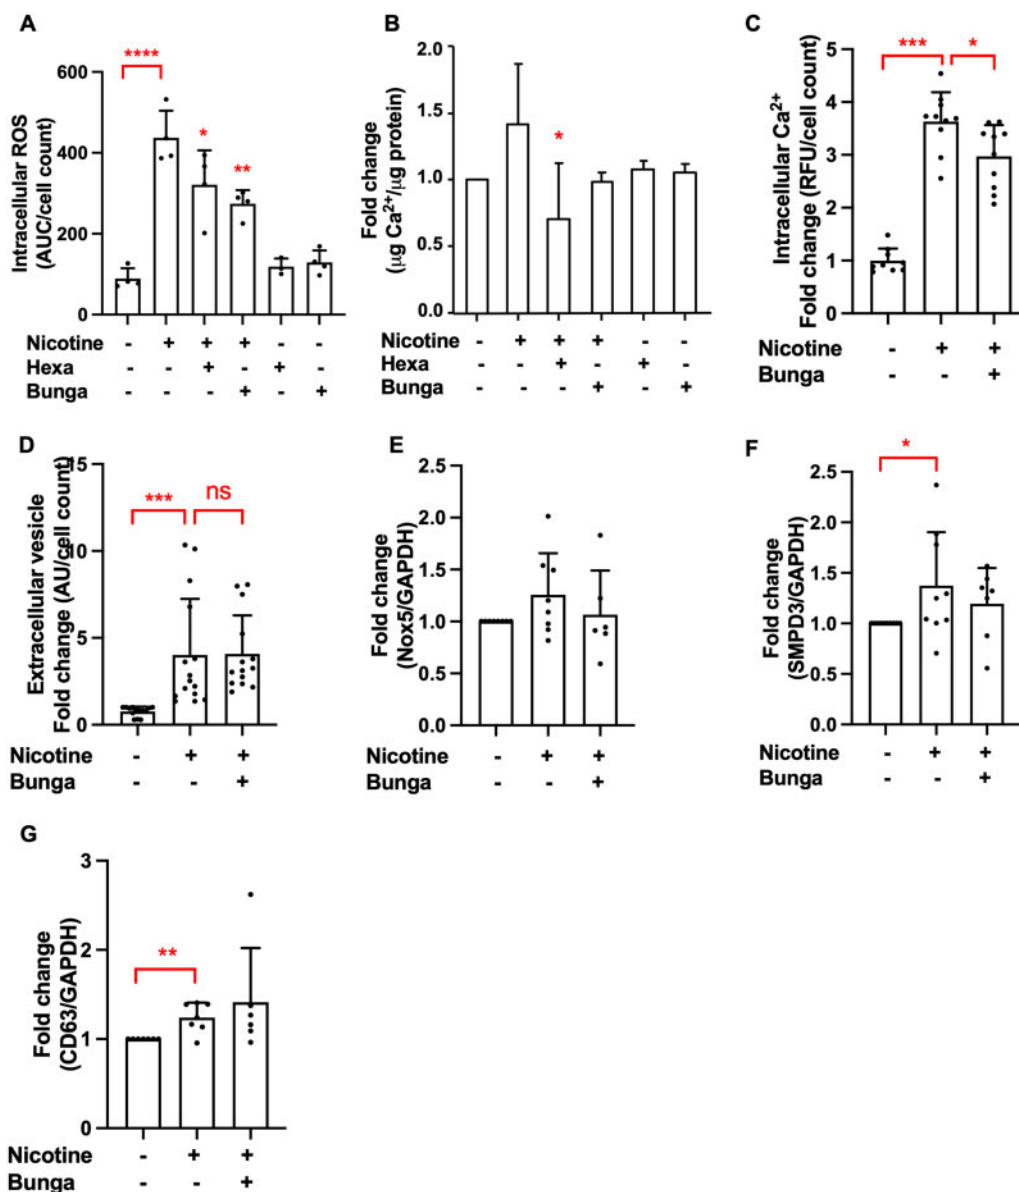 A
****
Intracellular ROS
(AUC/cell count)
600
400
200
0
*
**
Nicotine - + + + - -
Hexa - - + - + -
Bunga - - - + - +
B
Fold change
(µg Ca2+/µg protein)
2.0
1.5
1.0
0.5
0.0
*
Nicotine - + + + - -
Hexa - - + - + -
Bunga - - - + - +
C
*** *
Intracellular Ca2+
Fold change (RFU/cell count)
5
4
3
2
1
0
Nicotine - + +
Bunga - - +
D
Extracellular vesicle
Fold change (AU/cell count)
15
10
5
0
*** ns
Nicotine - + +
Bunga - - +
E
Fold change
(Nox5/GAPDH)
2.5
2.0
1.5
1.0
0.5
0.0
Nicotine - + +
Bunga - - +
F
*
Fold change
(SMPD3/GAPDH)
2.5
2.0
1.5
1.0
0.5
0.0
Nicotine - + +
Bunga - - +
G
Fold change
(CD63/GAPDH)
3
2
1
0
**
Nicotine - + +
Bunga - - +